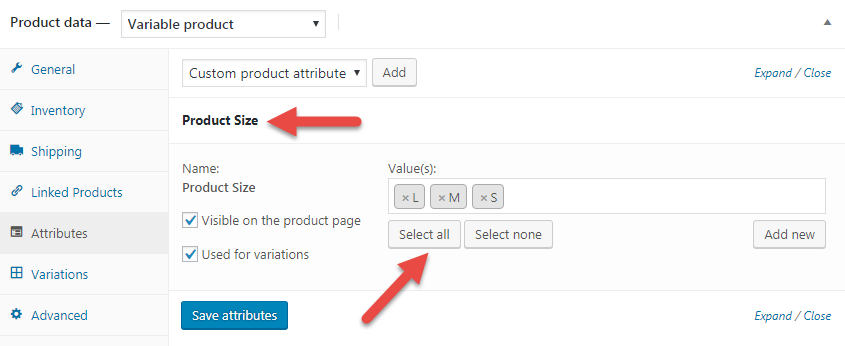 Product data — Variable product
General
Inventory
Shipping
Linked Products
Attributes
Variations
Advanced
Custom product attribute Add Expand / Close
Product Size
Name:
Product Size
Visible on the product page
Used for variations
Value(s):
× L × M × S
Select all Select none Add new
Save attributes Expand / Close